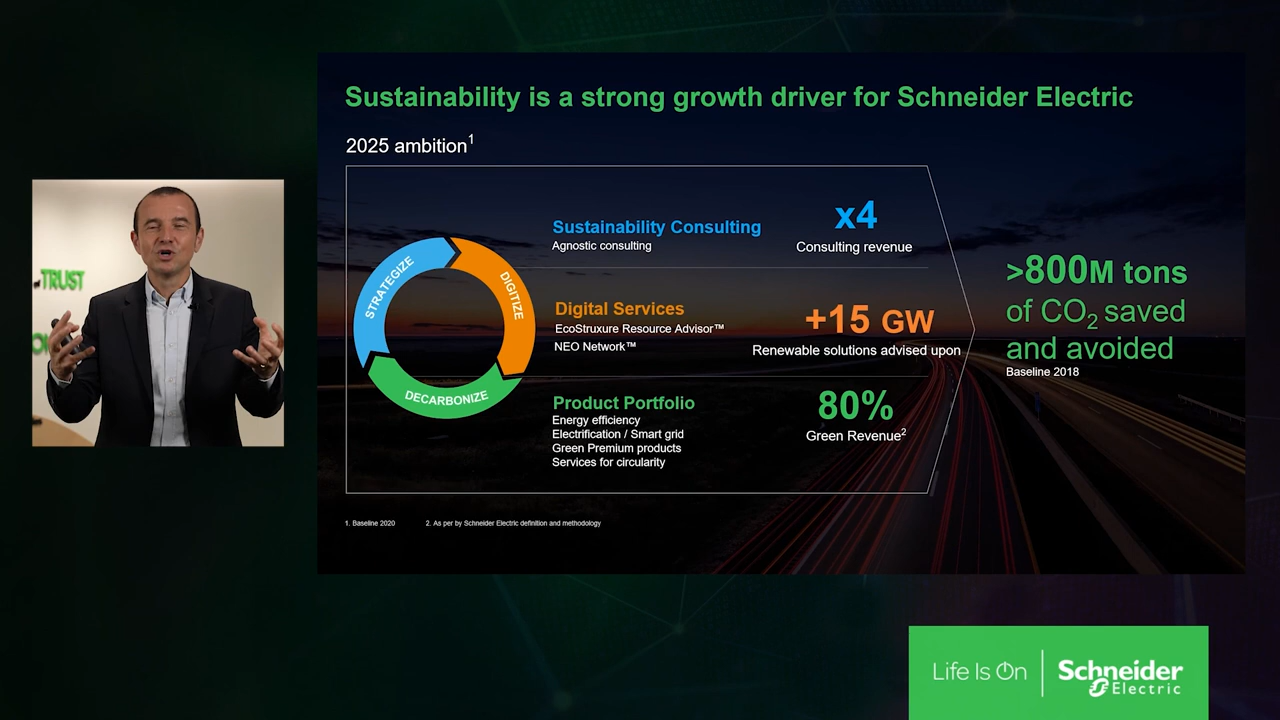 Sustainability is a strong growth driver for Schneider Electric
2025 ambition1
STRATEGIZE
DIGITIZE
DECARBONIZE
Sustainability Consulting
Agnostic consulting
x4
Consulting revenue
Digital Services
EcoStruxure Resource Advisor™
NEO Network™
+15 GW
Renewable solutions advised upon
Product Portfolio
Energy efficiency
Electrification / Smart grid
Green Premium products
Services for circularity
80%
Green Revenue2
>800M tons
of CO2 saved
and avoided
Baseline 2018
1. Baseline 2020
2. As per by Schneider Electric definition and methodology
TRUST
Life Is On
Schneider
Electric